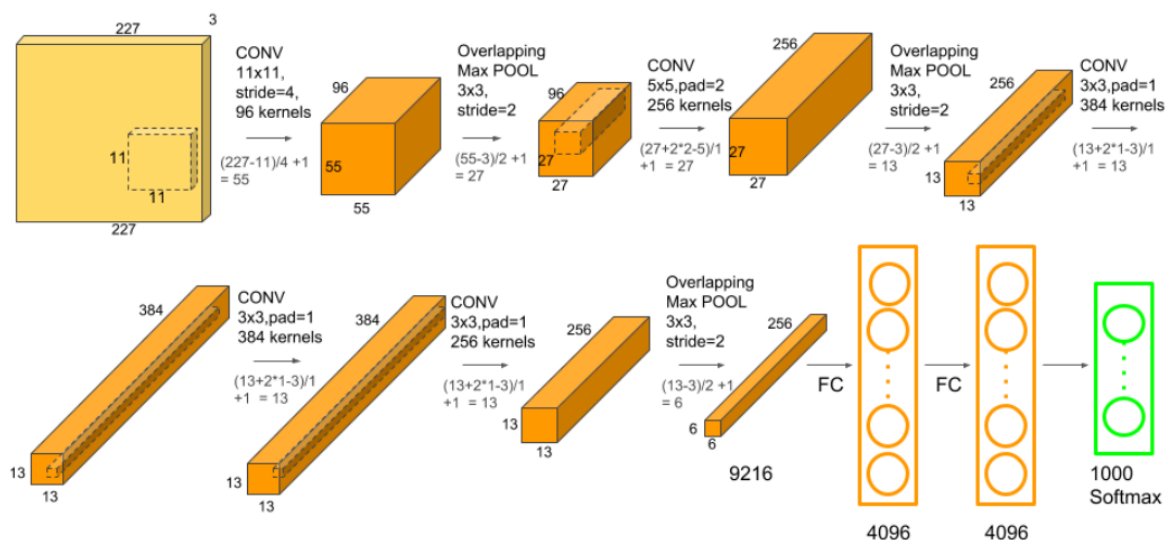 227
3
11
11
227
CONV
11x11,
stride=4,
96 kernels
(227-11)/4 +1
= 55
96
55
55
Overlapping
Max POOL
3x3,
stride=2
(55-3)/2 +1
= 27
96
27
27
CONV
5x5,pad=2
256 kernels
(27+2*2-5)/1
+1 = 27
256
27
27
Overlapping
Max POOL
3x3,
stride=2
(27-3)/2 +1
= 13
256
13
13
CONV
3x3,pad=1
384 kernels
(13+2*1-3)/1
+1 = 13
384
13
13
CONV
3x3,pad=1
384 kernels
(13+2*1-3)/1
+1 = 13
384
13
13
CONV
3x3,pad=1
256 kernels
(13+2*1-3)/1
+1 = 13
256
13
13
Overlapping
Max POOL
3x3,
stride=2
(13-3)/2 +1
= 6
256
6
6
9216
FC
4096
FC
4096
1000
Softmax